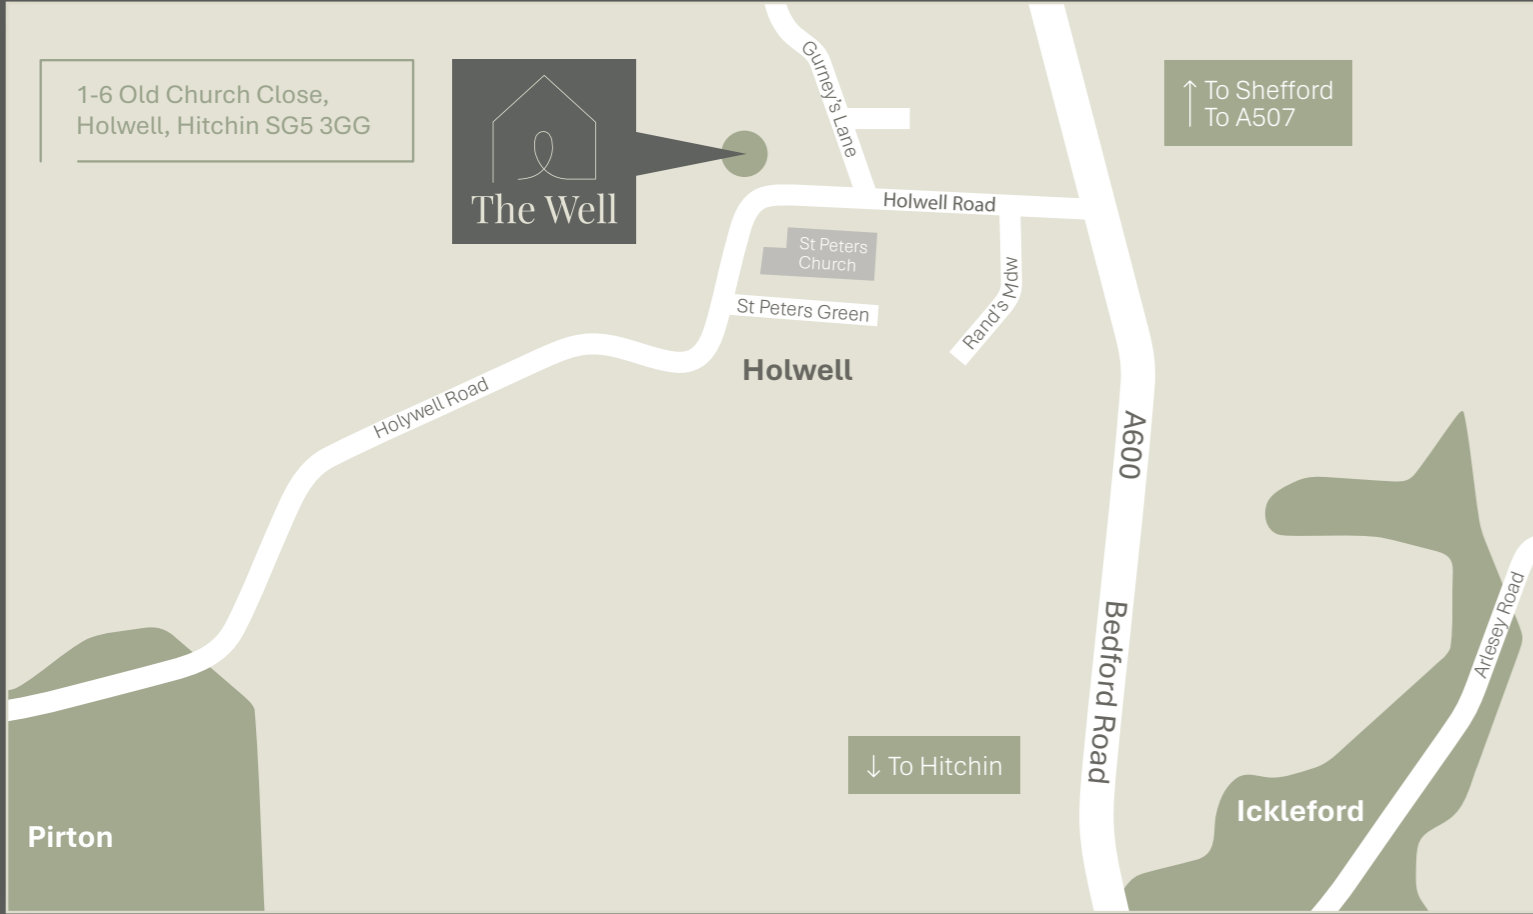 1-6 Old Church Close,
Holwell, Hitchin SG5 3GG
The Well
Gurney's Lane
↑ To Shefford
To A507
Holwell Road
St Peters
Church
St Peters Green
Rand's Mdw
Holwell
Holywell Road
A600
Bedford Road
Arlesey Road
↓ To Hitchin
Ickleford
Pirton